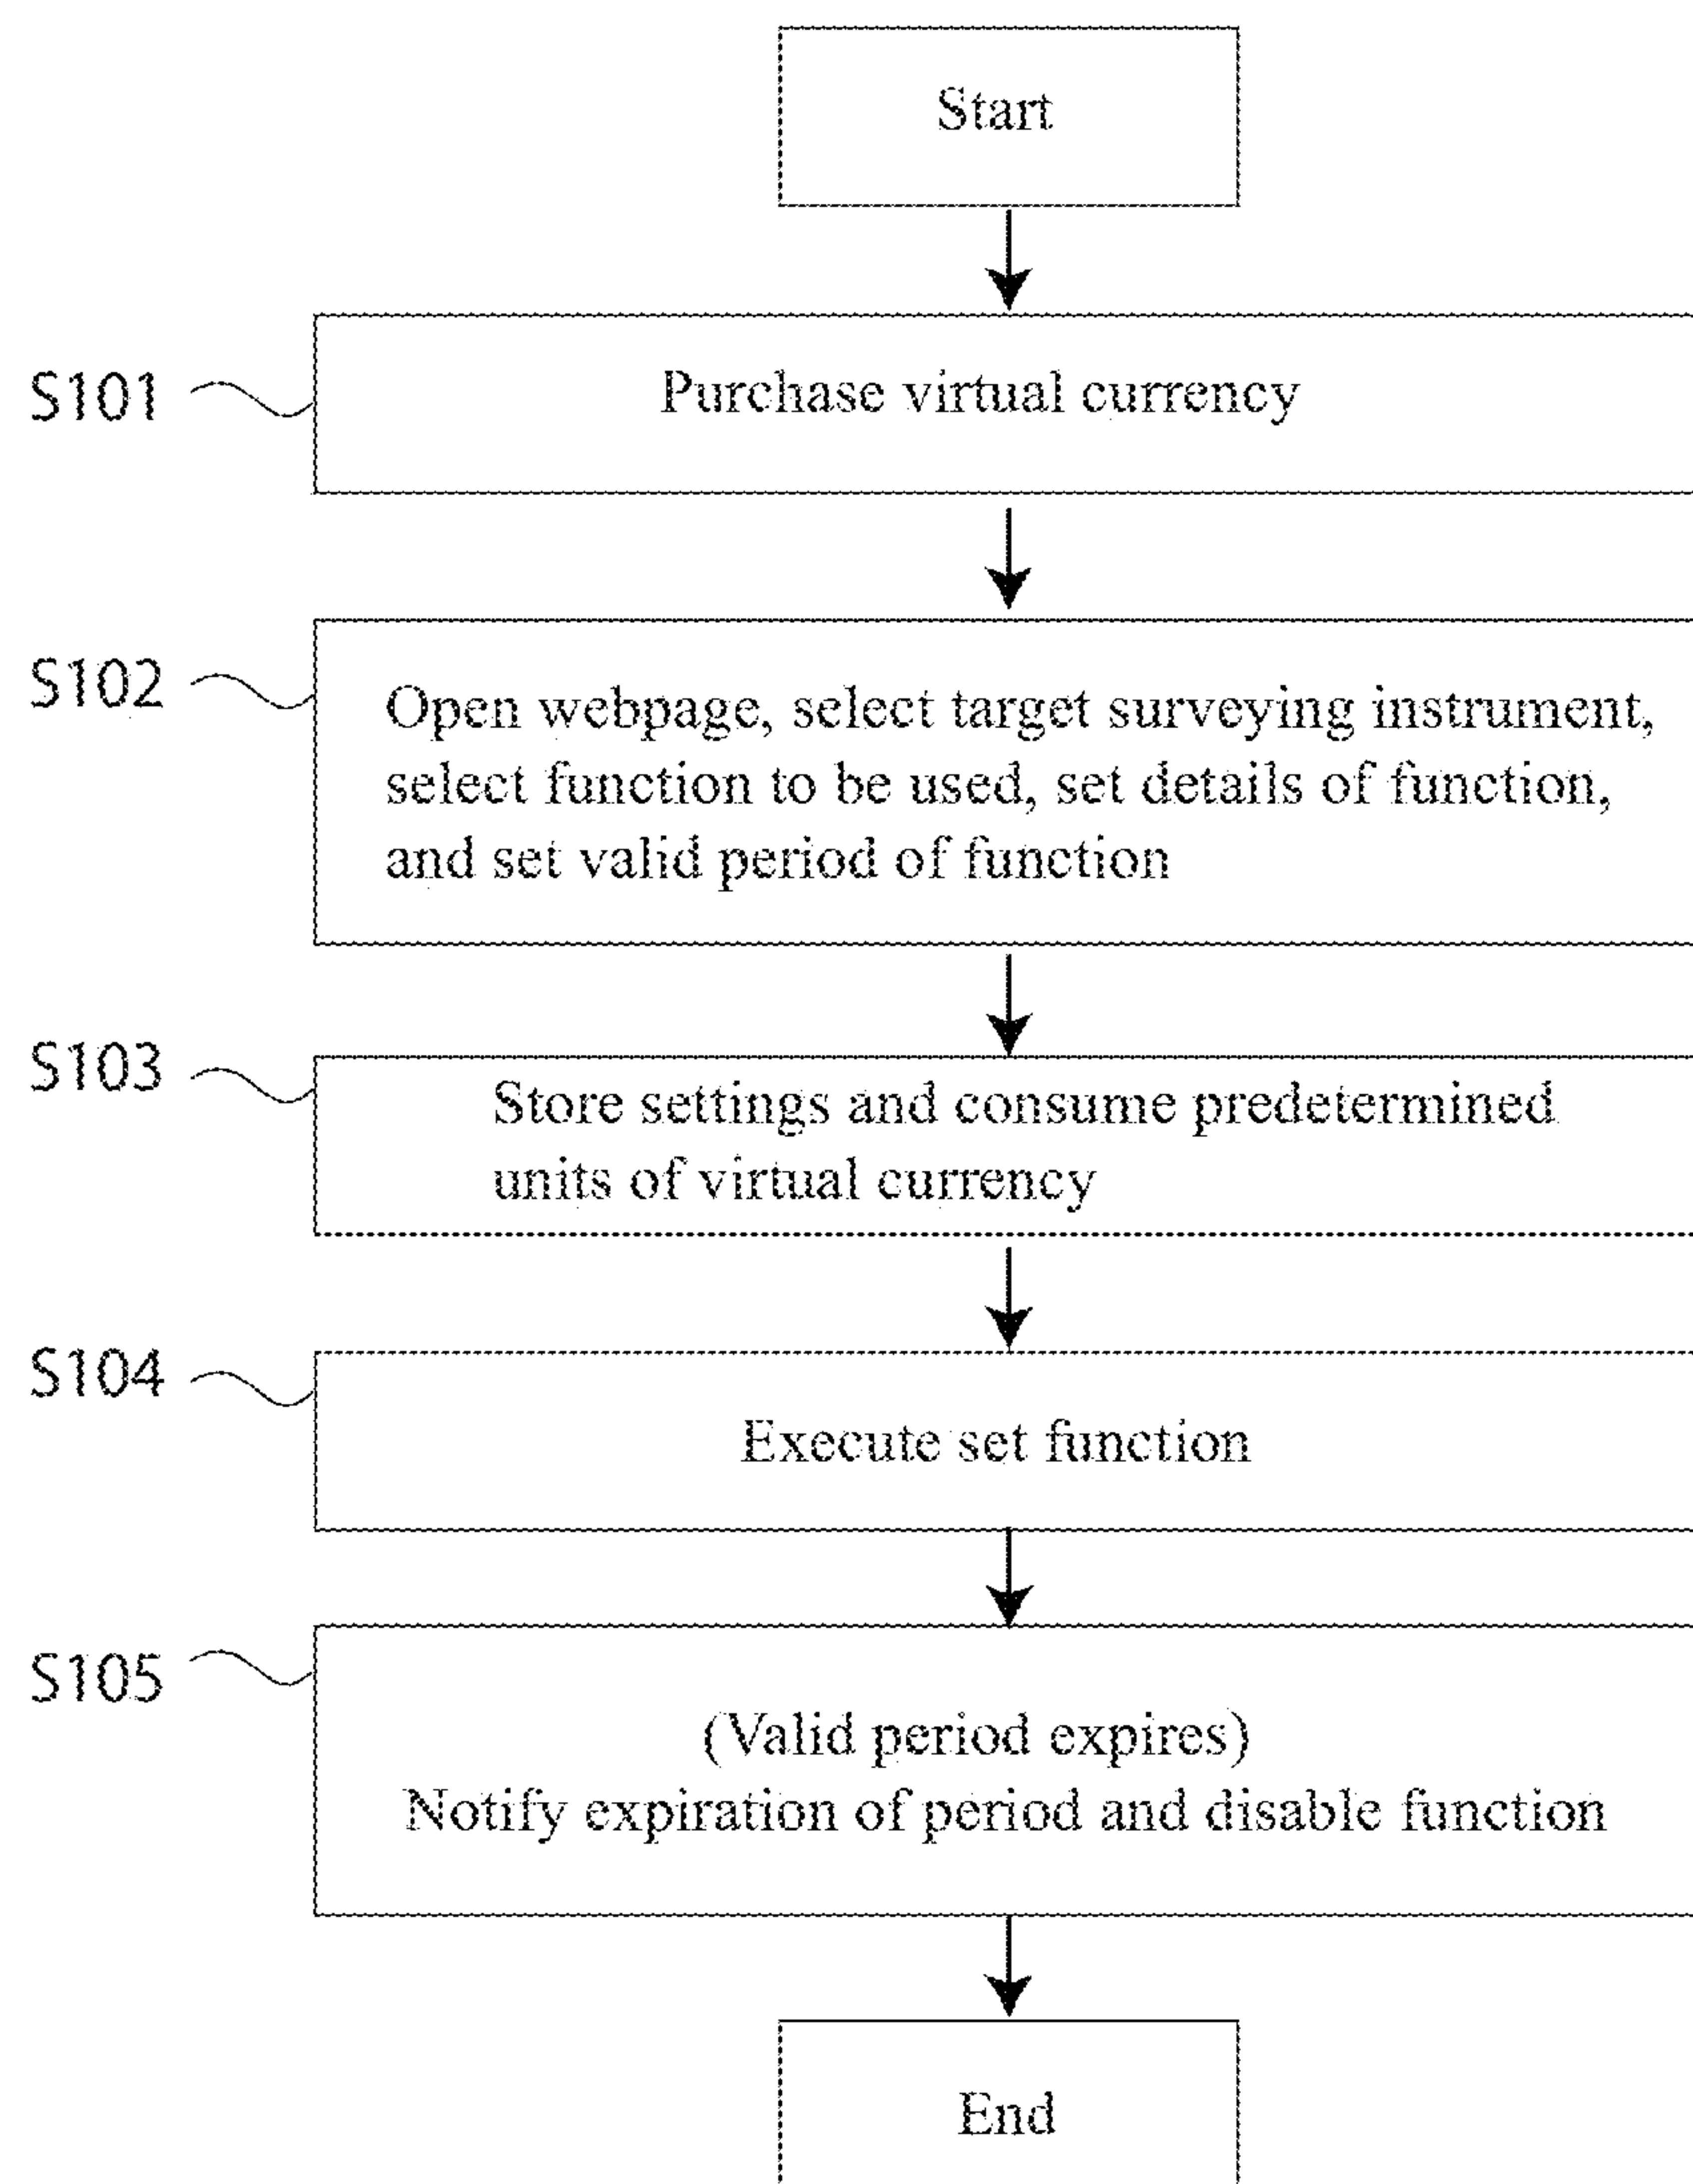 Start
S101
Purchase virtual currency
S102
Open webpage, select target surveying instrument,
select function to be used, set details of function,
and set valid period of function
S103
Store settings and consume predetermined
units of virtual currency
S104
Execute set function
S105
(Valid period expires)
Notify expiration of period and disable function
End